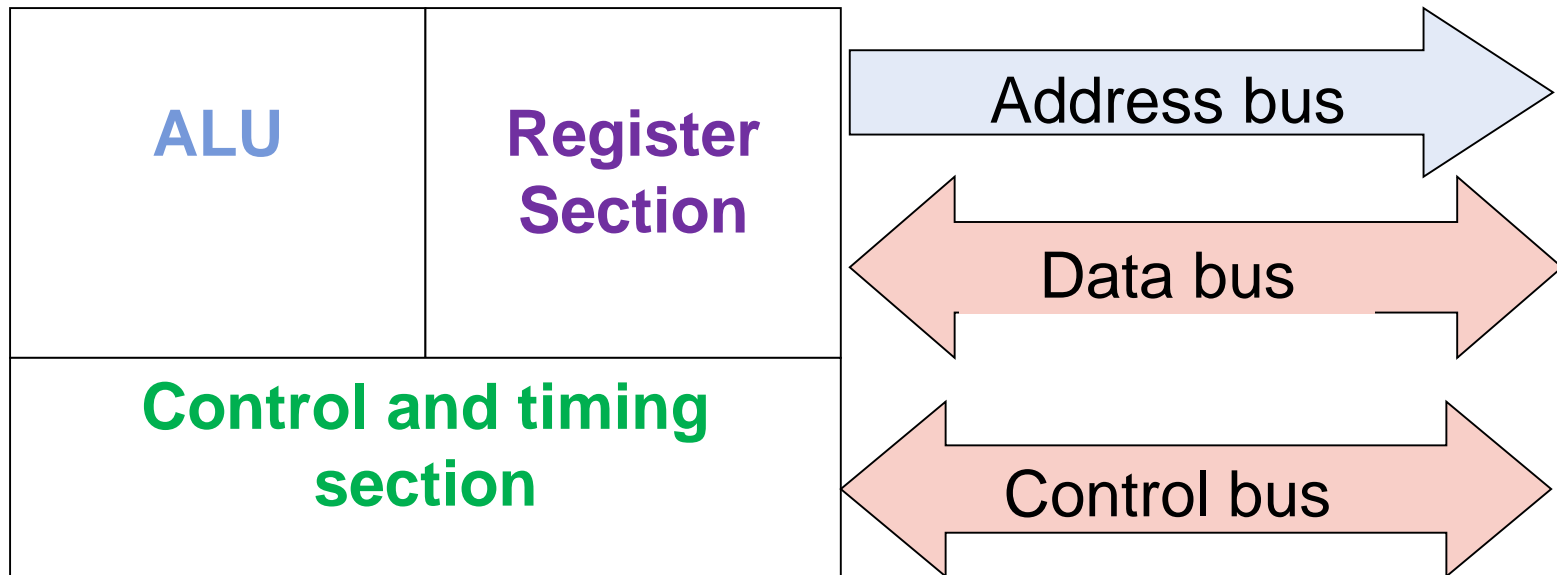 ALU
Register
Section
Control and timing
section
Address bus
Data bus
Control bus